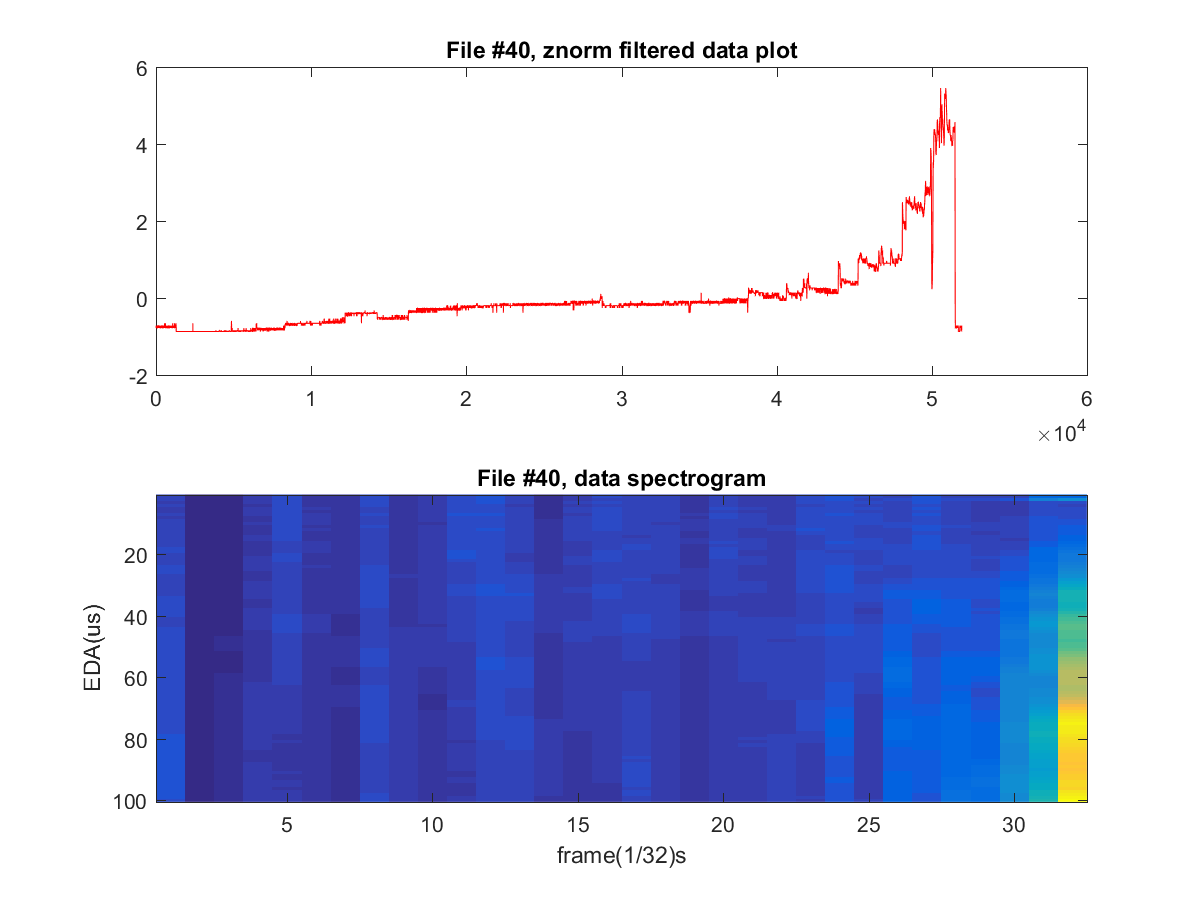 File #40, znorm filtered data plot
6
4
2
0
-2
0 1 2 3 4 5 6
×10^4
File #40, data spectrogram
20
40
60
80
100
EDA(us)
5 10 15 20 25 30
frame(1/32)s